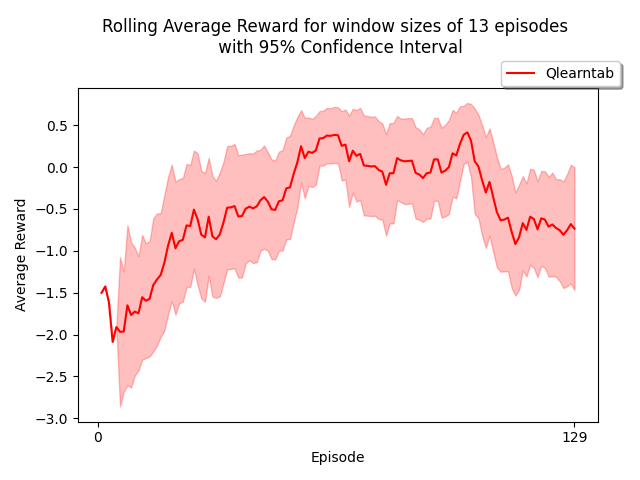 Rolling Average Reward for window sizes of 13 episodes
with 95% Confidence Interval
Qlearntab
0.5
0.0
−0.5
−1.0
−1.5
−2.0
−2.5
−3.0
Average Reward
0
129
Episode